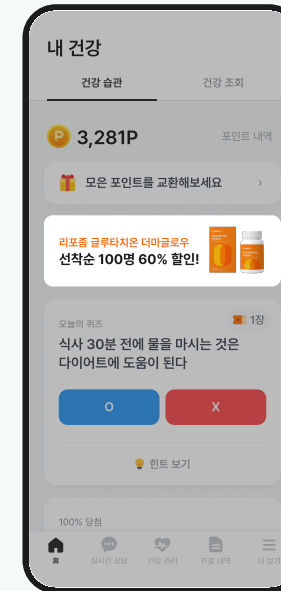 내 건강
건강 습관 건강 조회
P 3,281P 포인트 내역
모은 포인트를 교환해보세요
리포좀 글루타치온 더마글로우
선착순 100명 60% 할인!
오늘의 퀴즈 1장
식사 30분 전에 물을 마시는 것은
다이어트에 도움이 된다
O X
힌트 보기
100% 당첨
홈 실시간 상담 건강 관리 진료 내역 더 보기